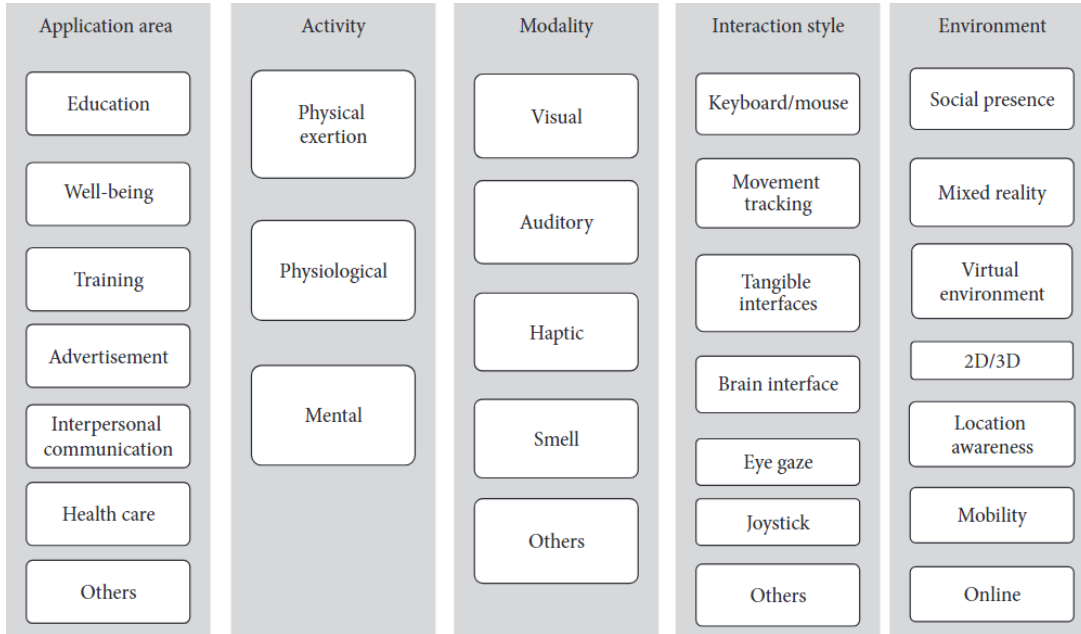 Application area
Education
Well-being
Training
Advertisement
Interpersonal
communication
Health care
Others
Activity
Physical
exertion
Physiological
Mental
Modality
Visual
Auditory
Haptic
Smell
Others
Interaction style
Keyboard/mouse
Movement
tracking
Tangible
interfaces
Brain interface
Eye gaze
Joystick
Others
Environment
Social presence
Mixed reality
Virtual
environment
2D/3D
Location
awareness
Mobility
Online